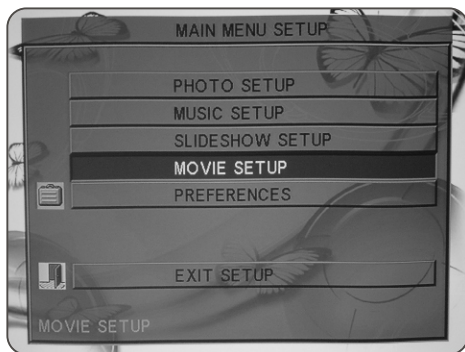 MAIN MENU SETUP
PHOTO SETUP
MUSIC SETUP
SLIDESHOW SETUP
MOVIE SETUP
PREFERENCES
EXIT SETUP
MOVIE SETUP